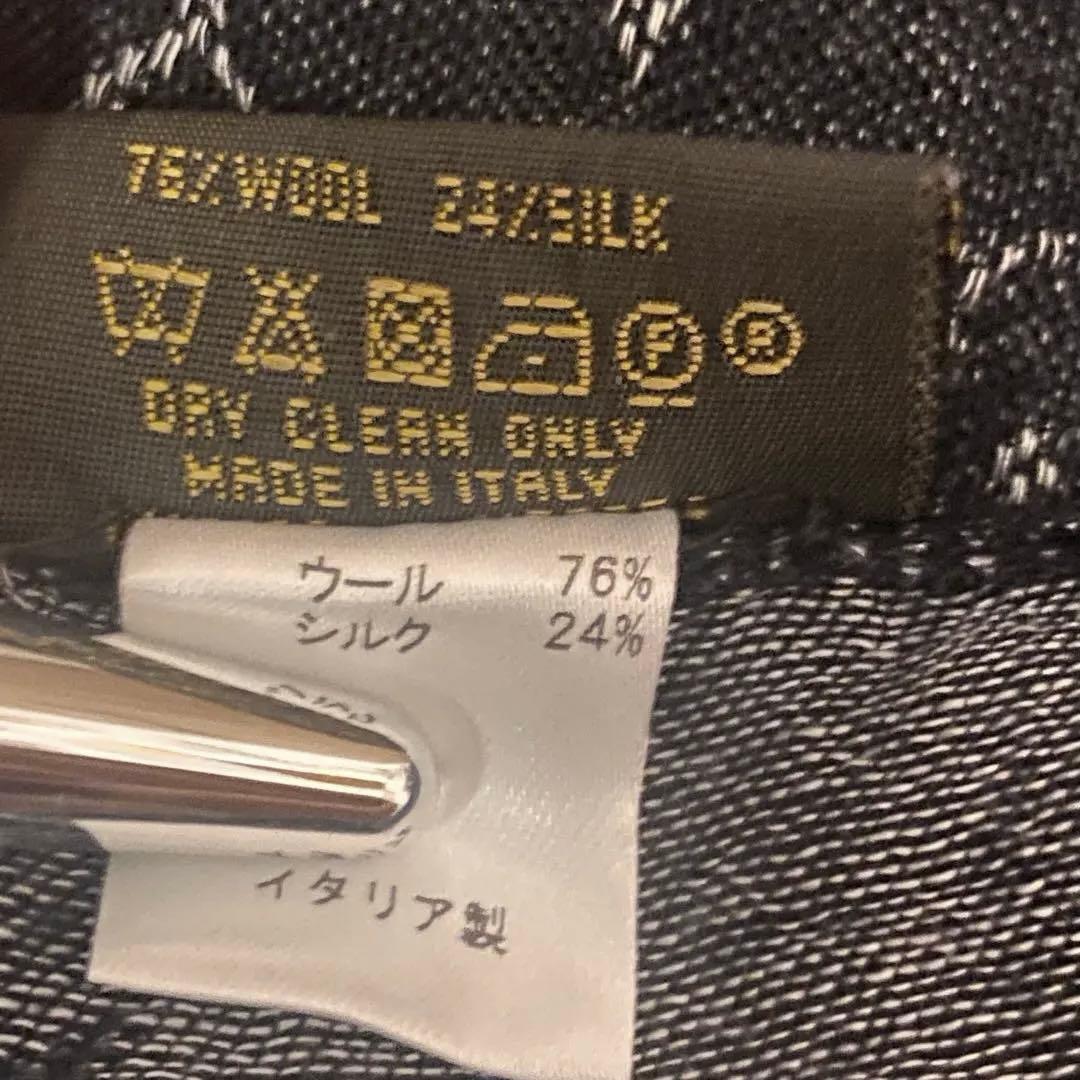 76%WOOL 24%SILK
F R
DRY CLEAN ONLY
MADE IN ITALY
ウール 76%
シルク 24%
イタリア製